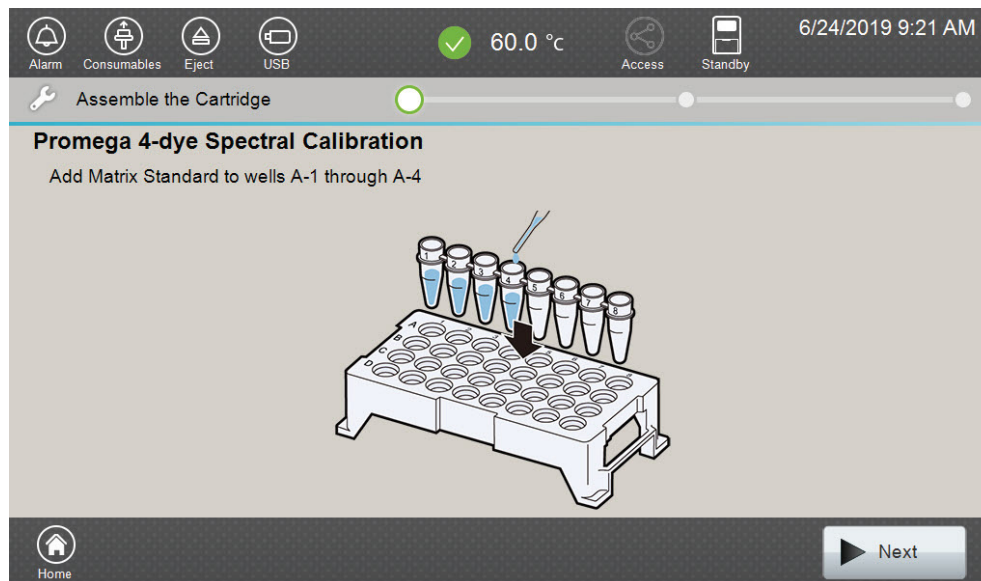 6/24/2019 9:21 AM
60.0 °c
Alarm
Consumables
Eject
USB
Access
Standby
Assemble the Cartridge
Promega 4-dye Spectral Calibration
Add Matrix Standard to wells A-1 through A-4
1 2 3 4 5 6 7 8
A
B
C
D
Next
Home